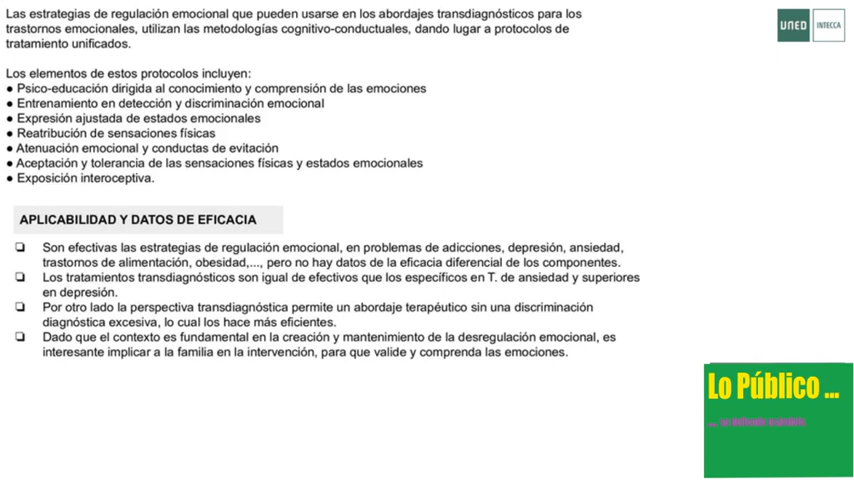 Las estrategias de regulación emocional que pueden usarse en los abordajes transdiagnósticos para los
trastornos emocionales, utilizan las metodologías cognitivo-conductuales, dando lugar a protocolos de
tratamiento unificados.
UNED INTECCA
Los elementos de estos protocolos incluyen:
● Psico-educación dirigida al conocimiento y comprensión de las emociones
● Entrenamiento en detección y discriminación emocional
● Expresión ajustada de estados emocionales
● Reatribución de sensaciones físicas
● Atenuación emocional y conductas de evitación
● Aceptación y tolerancia de las sensaciones físicas y estados emocionales
● Exposición interoceptiva.
APLICABILIDAD Y DATOS DE EFICACIA
❏ Son efectivas las estrategias de regulación emocional, en problemas de adicciones, depresión, ansiedad,
trastornos de alimentación, obesidad,..., pero no hay datos de la eficacia diferencial de los componentes.
❏ Los tratamientos transdiagnósticos son igual de efectivos que los específicos en T. de ansiedad y superiores
en depresión.
❏ Por otro lado la perspectiva transdiagnóstica permite un abordaje terapéutico sin una discriminación
diagnóstica excesiva, lo cual los hace más eficientes.
❏ Dado que el contexto es fundamental en la creación y mantenimiento de la desregulación emocional, es
interesante implicar a la familia en la intervención, para que valide y comprenda las emociones.
Lo Público ...